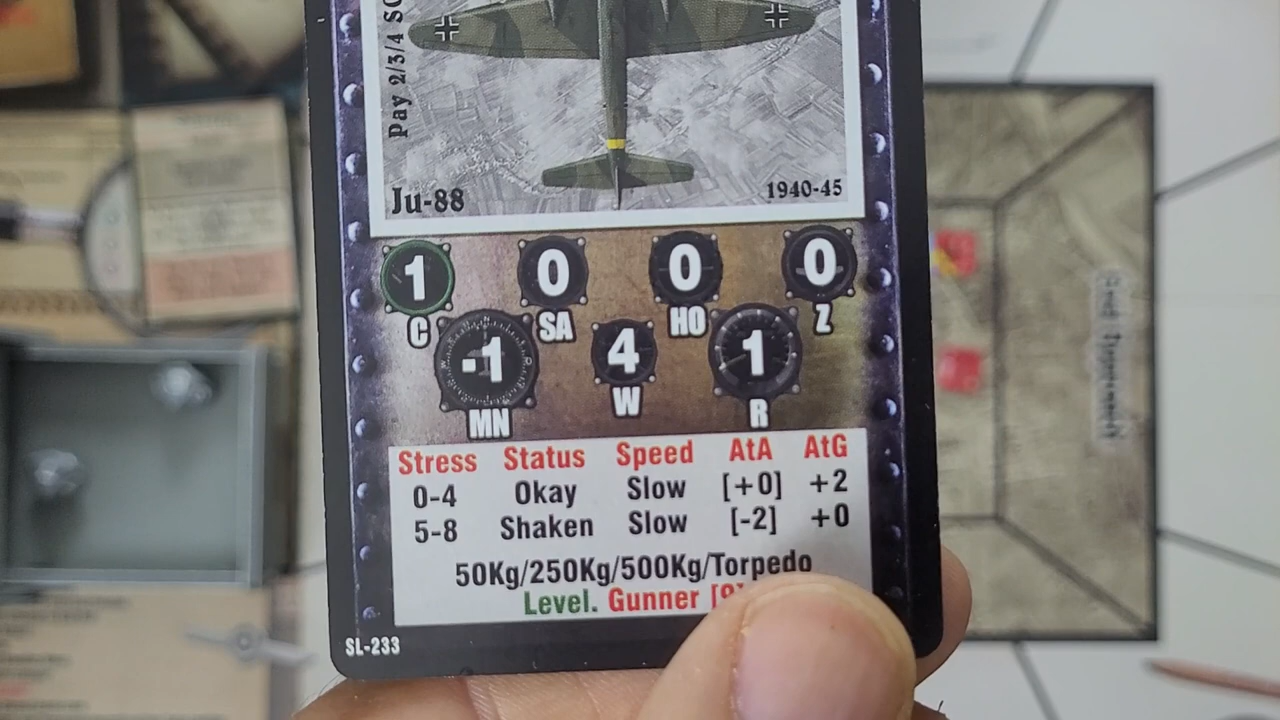 Pay 2/3/4 SO
Ju-88
1940-45
1 0 0 0
C SA HO Z
-1 4 1
MN W R
Stress Status Speed AtA AtG
0-4 Okay Slow [+0] +2
5-8 Shaken Slow [-2] +0
50Kg/250Kg/500Kg/Torpedo
Level. Gunner
SL-233